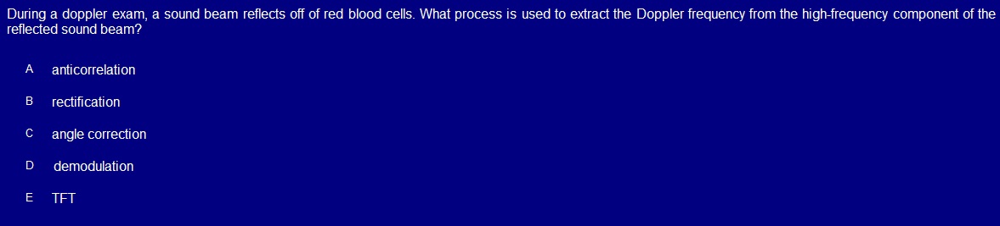 During a doppler exam, a sound beam reflects off of red blood cells. What process is used to extract the Doppler frequency from the high-frequency component of the
reflected sound beam?
A anticorrelation
B rectification
C angle correction
D demodulation
E TFT